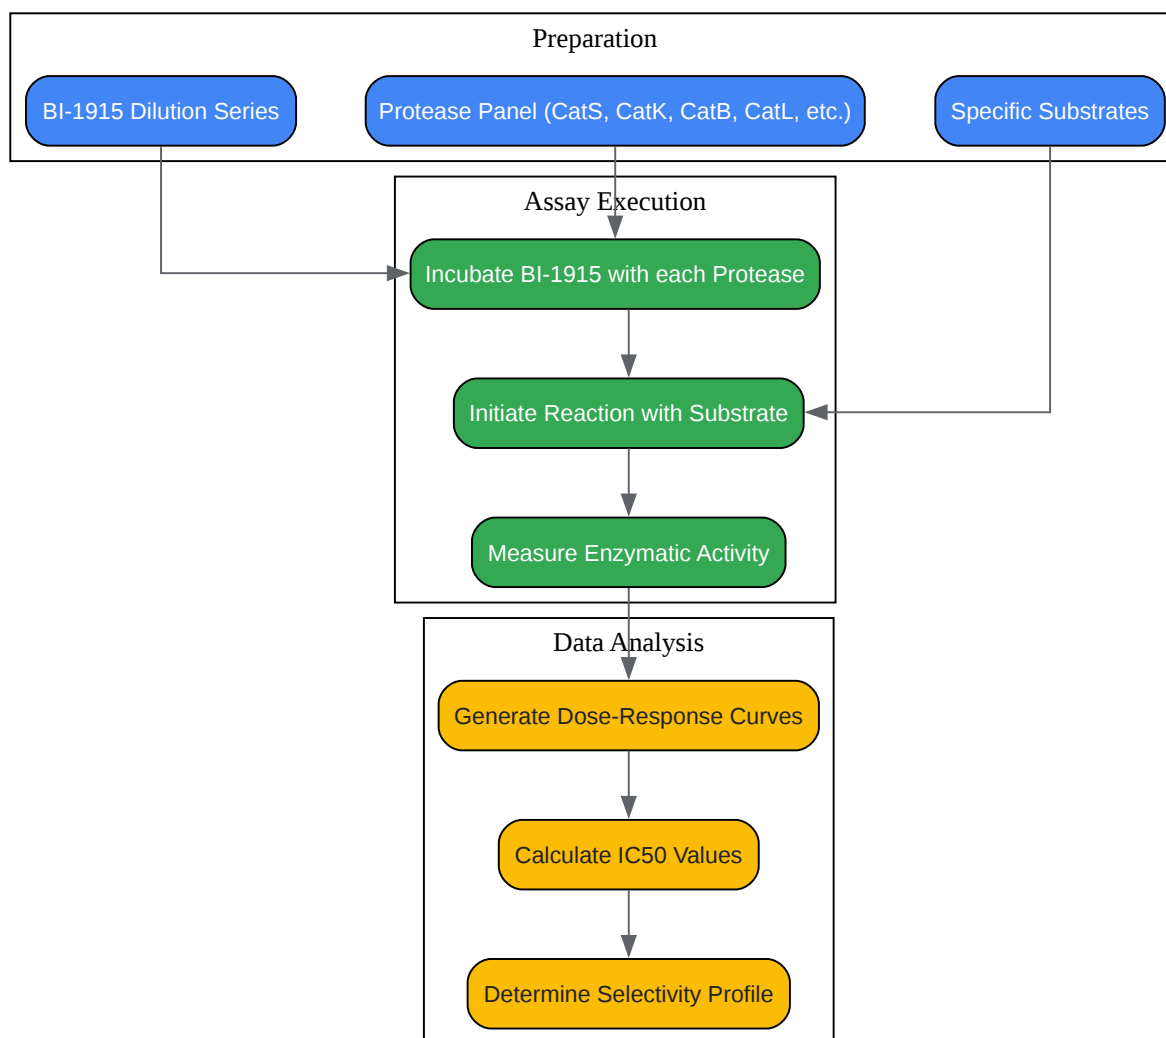 Preparation
BI-1915 Dilution Series
Protease Panel (CatS, CatK, CatB, CatL, etc.)
Specific Substrates
Assay Execution
Incubate BI-1915 with each Protease
Initiate Reaction with Substrate
Measure Enzymatic Activity
Data Analysis
Generate Dose-Response Curves
Calculate IC50 Values
Determine Selectivity Profile